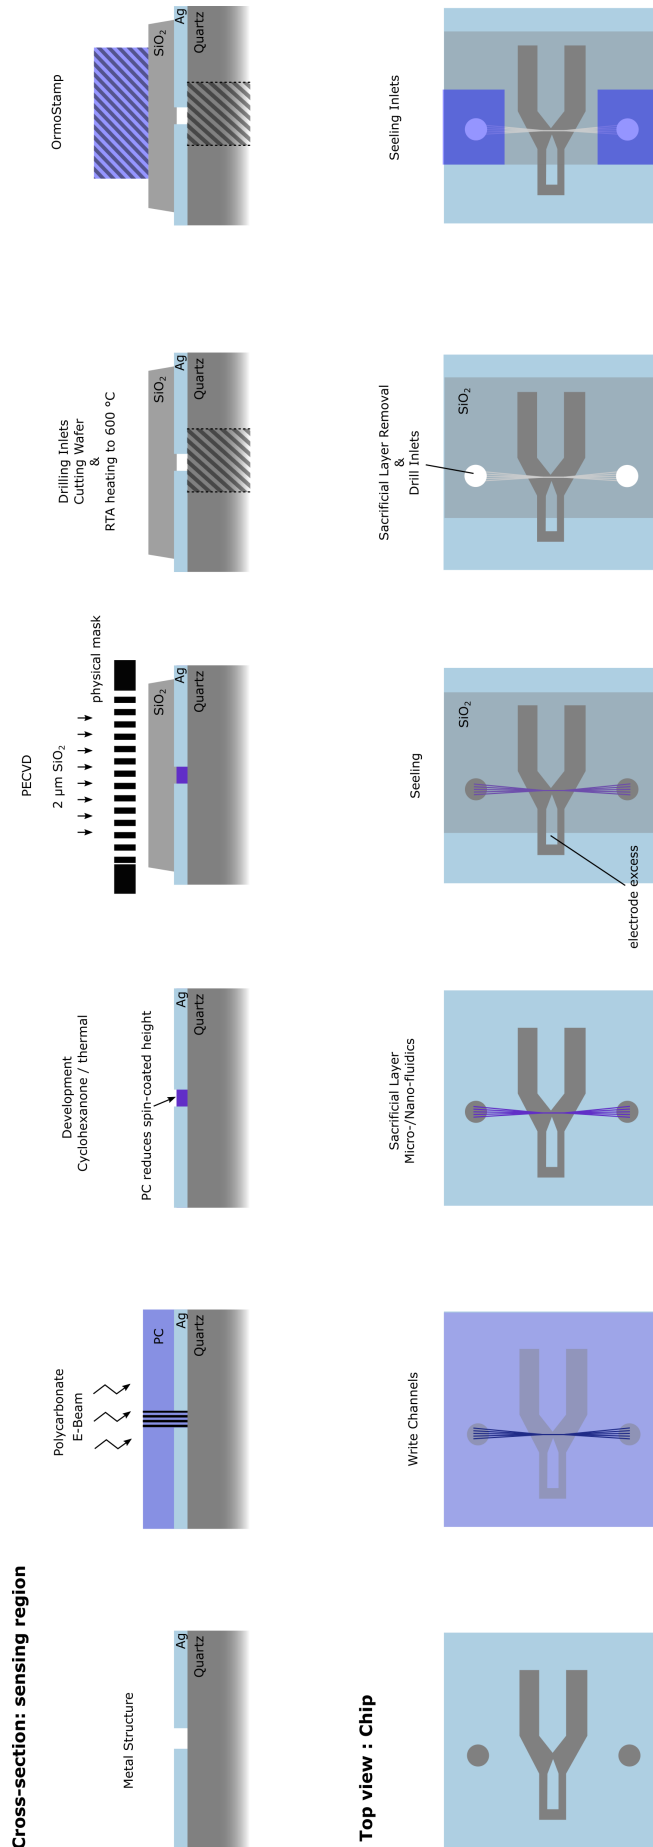 Cross-section: sensing region
Metal Structure
Ag
Quartz
Polycarbonate
E-Beam
PC
Ag
Quartz
Development
Cyclohexanone / thermal
PC reduces spin-coated height
Ag
Quartz
PECVD
2 µm SiO₂
physical mask
SiO₂
Ag
Quartz
Drilling Inlets
Cutting Wafer
&
RTA heating to 600 °C
SiO₂
Ag
Quartz
OrmoStamp
SiO₂
Ag
Quartz
Top view : Chip
Write Channels
Sacrificial Layer
Micro-/Nano-fluidics
Seeling
SiO₂
electrode excess
Sacrificial Layer Removal
&
Drill Inlets
SiO₂
Seeling Inlets